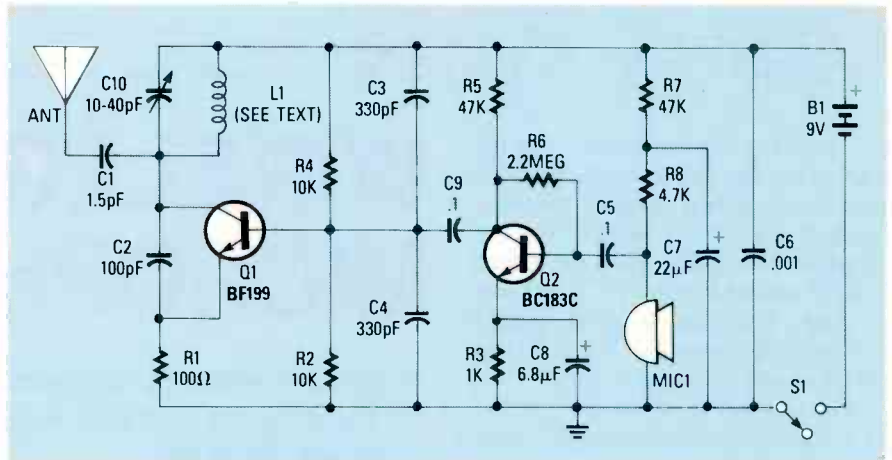 ANT
C10
10-40pF
L1
(SEE TEXT)
C1
1.5pF
C2
100pF
Q1
BF199
R1
100Ω
R4
10K
R2
10K
C3
330pF
C4
330pF
C9
.1
R5
47K
R6
2.2MEG
Q2
BC183C
R3
1K
C8
6.8µF
+
C5
.1
R7
47K
R8
4.7K
C7
22µF
+
MIC1
C6
.001
B1
9V
+
S1